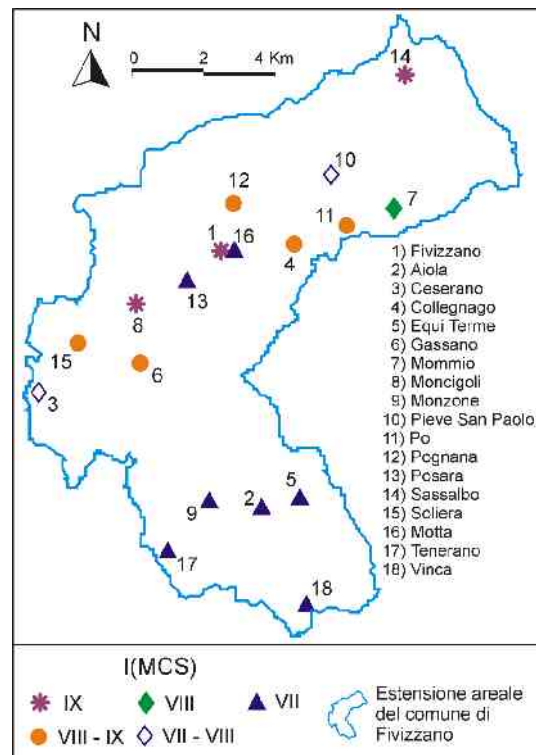 N
0 2 4 Km
14
10
12
7
11
1
16
4
13
8
15
6
3
5
2
9
17
18
1) Fivizzano
2) Aiola
3) Ceserano
4) Collegnago
5) Equi Terme
6) Gassano
7) Mommio
8) Moncigoli
9) Monzone
10) Pieve San Paolo
11) Po
12) Pognana
13) Posara
14) Sassalbo
15) Soliera
16) Motta
17) Tenerano
18) Vinca
I(MCS)
IX
VIII
VII
VIII - IX
VII - VIII
Estensione areale
del comune di
Fivizzano